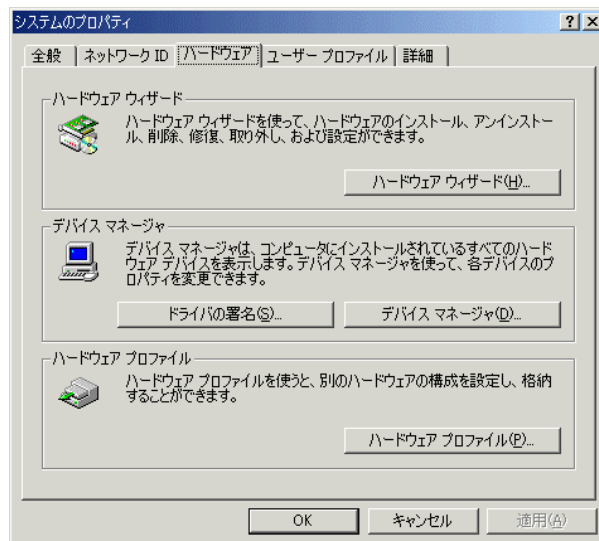 システムのプロパティ
全般
ネットワーク ID
ハードウェア
ユーザー プロファイル
詳細
ハードウェア ウィザード
ハードウェア ウィザードを使って、ハードウェアのインストール、アンインストー
ル、削除、修復、取り外し、および設定ができます。
ハードウェア ウィザード(H)...
デバイス マネージャ
デバイス マネージャは、コンピュータにインストールされているすべてのハード
ウェア デバイスを表示します。デバイス マネージャを使って、各デバイスのプ
ロパティを変更できます。
ドライバの署名(S)...
デバイス マネージャ(D)...
ハードウェア プロファイル
ハードウェア プロファイルを使うと、別のハードウェアの構成を設定し、格納
することができます。
ハードウェア プロファイル(P)...
OK
キャンセル
適用(A)